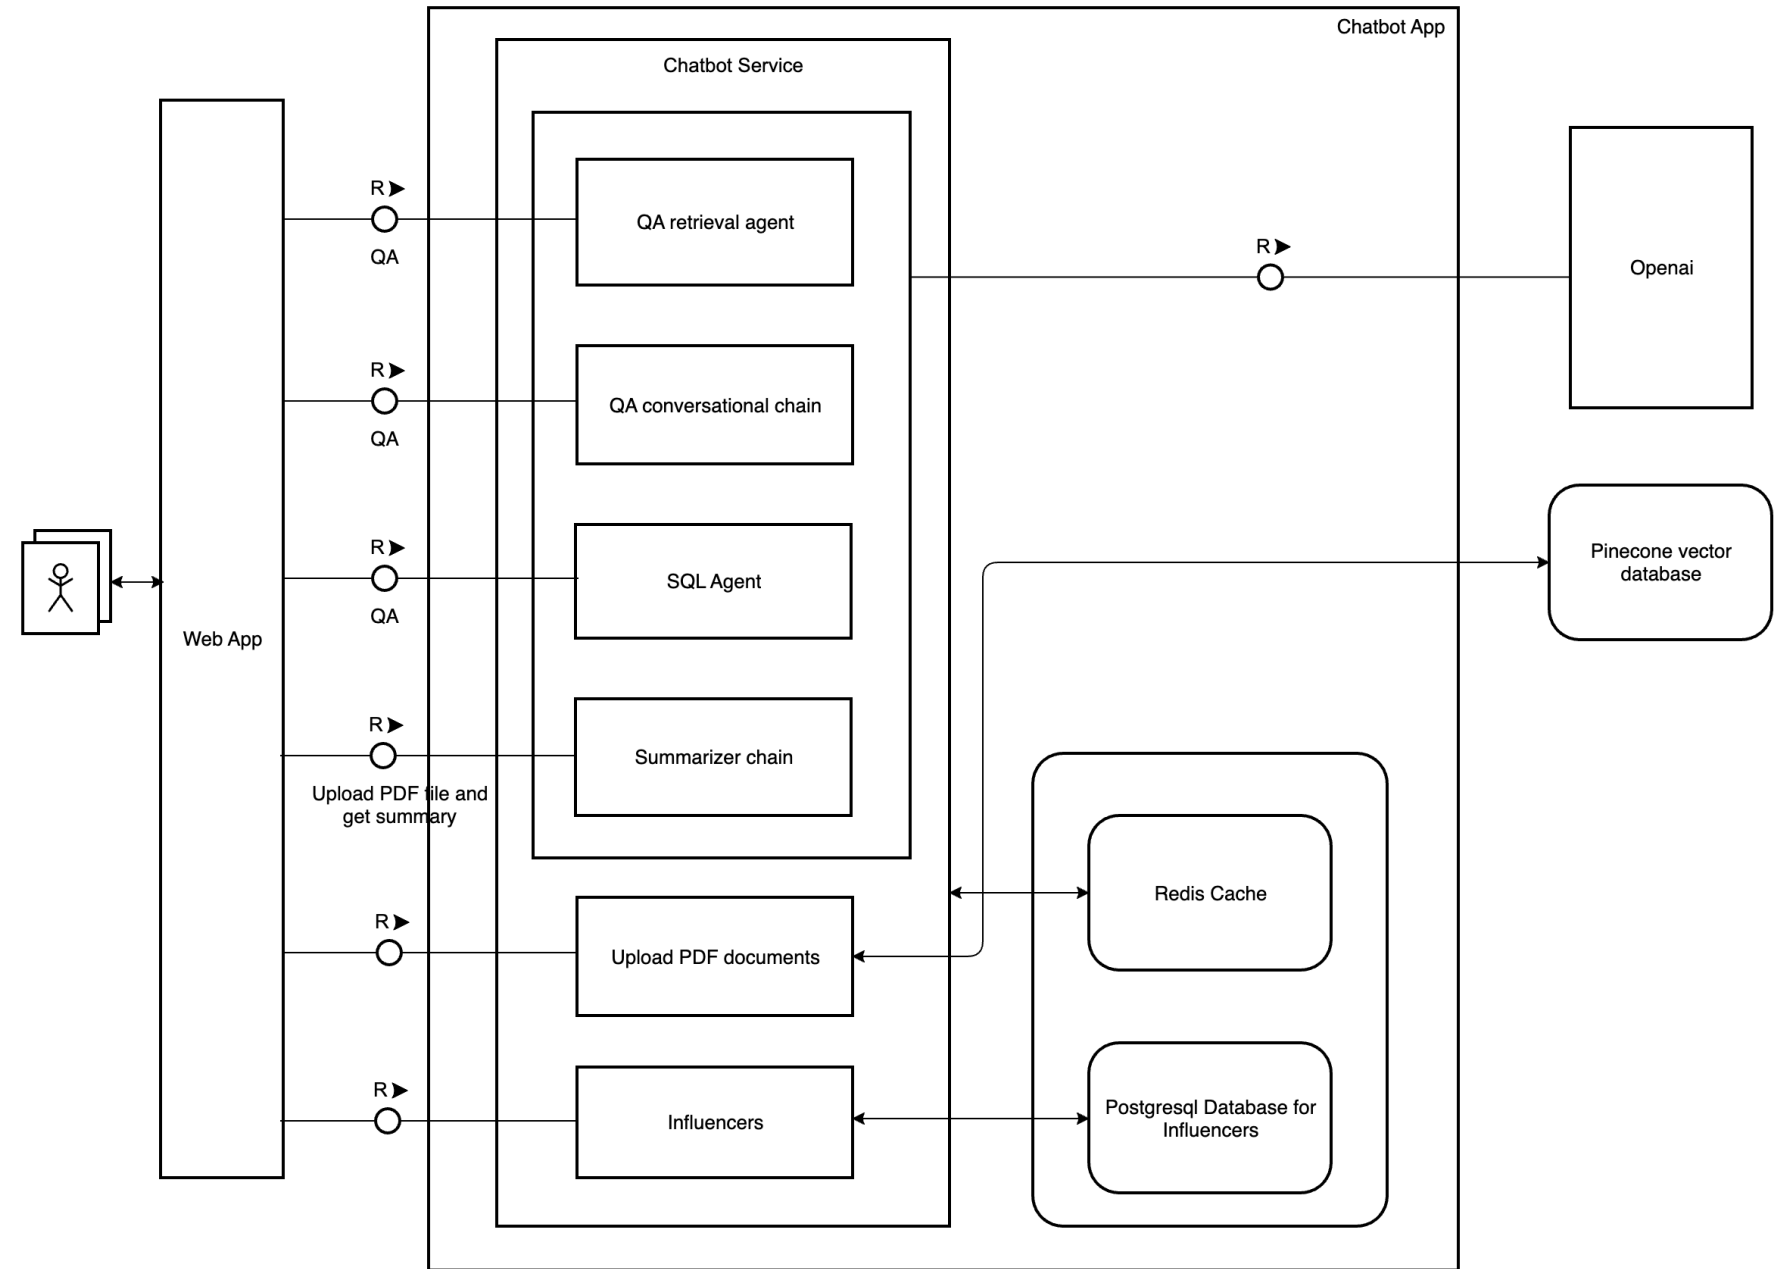 Chatbot App
Chatbot Service
R
QA
QA retrieval agent
R
Openai
R
QA
QA conversational chain
R
QA
SQL Agent
Pinecone vector
database
Web App
R
Upload PDF file and
get summary
Summarizer chain
Redis Cache
R
Upload PDF documents
R
Influencers
Postgresql Database for
Influencers